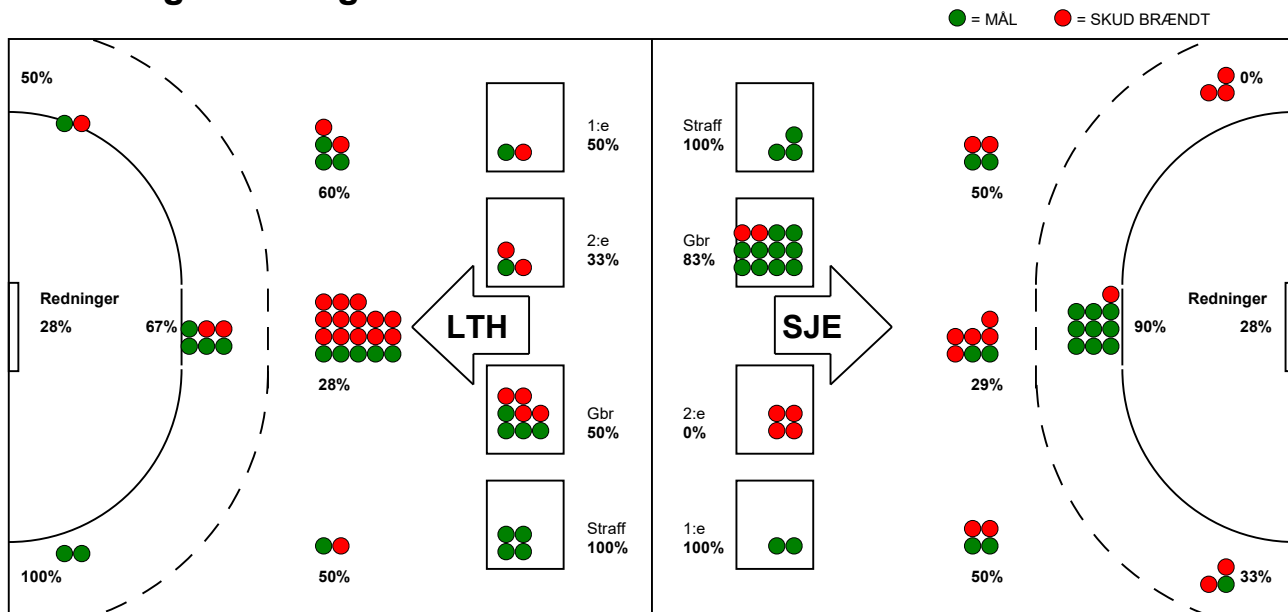 = MÅL = SKUD BRÆNDT
50%
1:e
50%
60%
2:e
33%
Redninger
28%
67%
28%
LTH
Gbr
50%
Straff
100%
100%
50%
Straff
100%
0%
50%
Gbr
83%
SJE
Redninger
28%
90%
29%
2:e
0%
1:e
100%
50%
33%